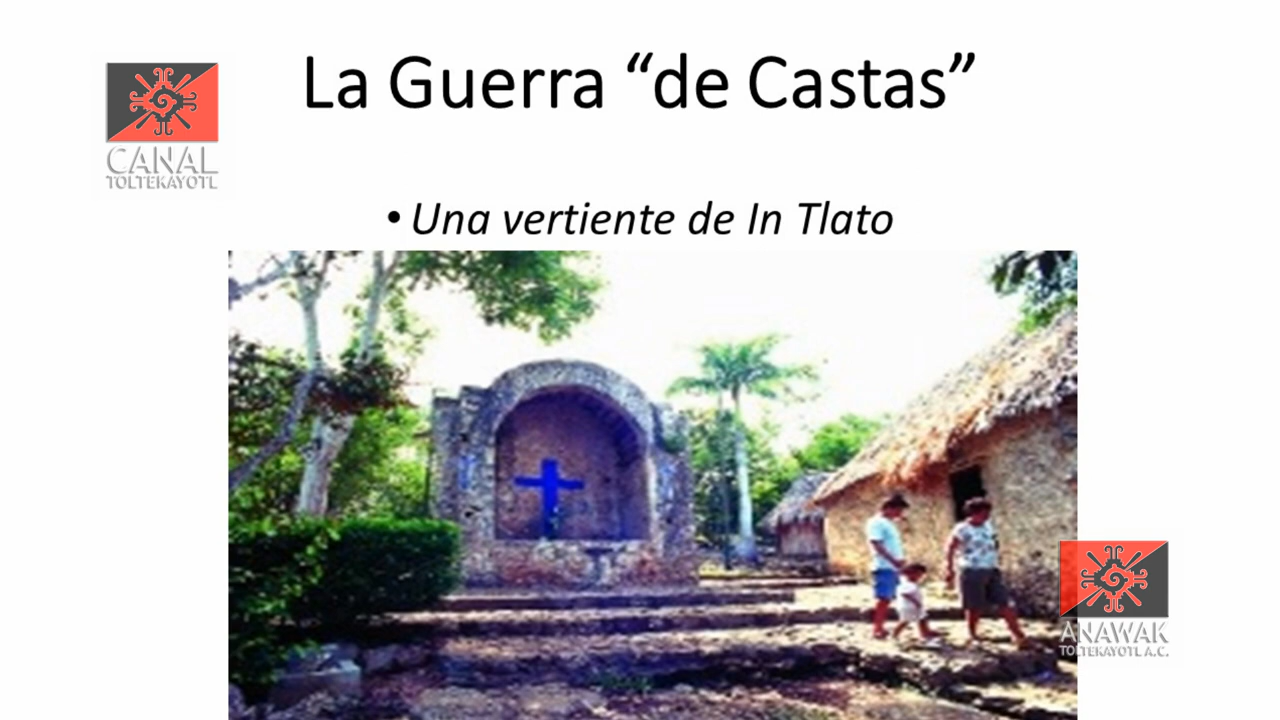 La Guerra “de Castas”
CANAL
TOLTEKAYOTL
• Una vertiente de In Tlato
ANAWAK
TOLTEKAYOTL A.C.